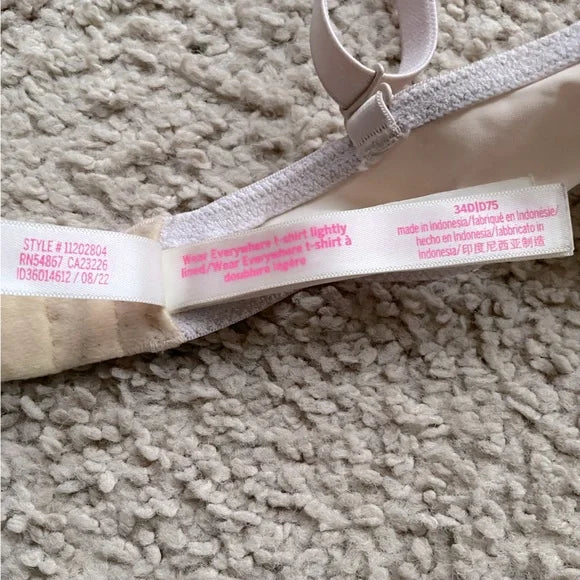 STYLE # 11202804
RN54867 CA23226
ID36014612 / 08/22
Wear Everywhere t-shirt lightly
lined/Wear Everywhere t-shirt à
doublure légère
34D|D75
made in Indonesia/fabriqué en Indonesie/
hecho en Indonesia/fabbricato in
Indonesia/印度尼西亚制造